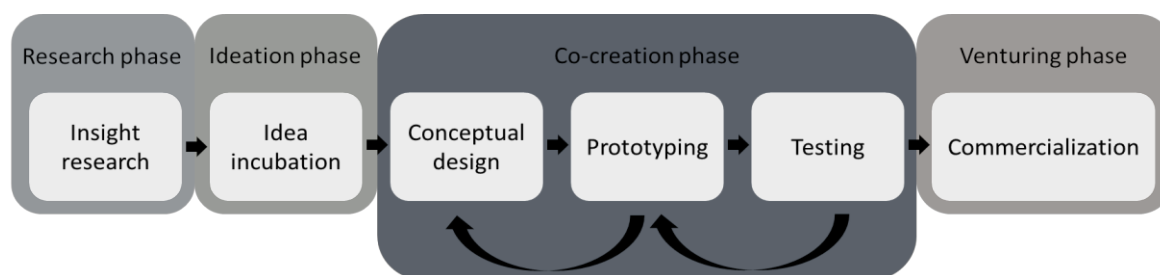 Research phase
Ideation phase
Co-creation phase
Venturing phase
Insight
research
Idea
incubation
Conceptual
design
Prototyping
Testing
Commercialization